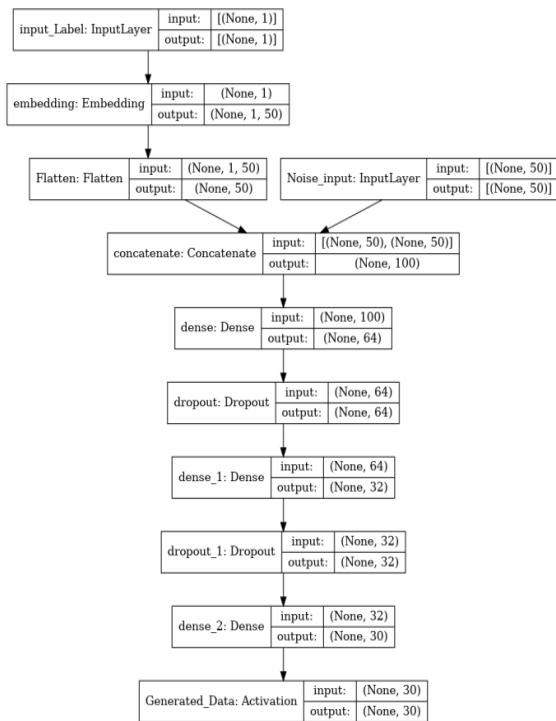 input_Label: InputLayer
input: [(None, 1)]
output: [(None, 1)]
embedding: Embedding
input: (None, 1)
output: (None, 1, 50)
Flatten: Flatten
input: (None, 1, 50)
output: (None, 50)
Noise_input: InputLayer
input: [(None, 50)]
output: [(None, 50)]
concatenate: Concatenate
input: [(None, 50), (None, 50)]
output: (None, 100)
dense: Dense
input: (None, 100)
output: (None, 64)
dropout: Dropout
input: (None, 64)
output: (None, 64)
dense_1: Dense
input: (None, 64)
output: (None, 32)
dropout_1: Dropout
input: (None, 32)
output: (None, 32)
dense_2: Dense
input: (None, 32)
output: (None, 30)
Generated_Data: Activation
input: (None, 30)
output: (None, 30)